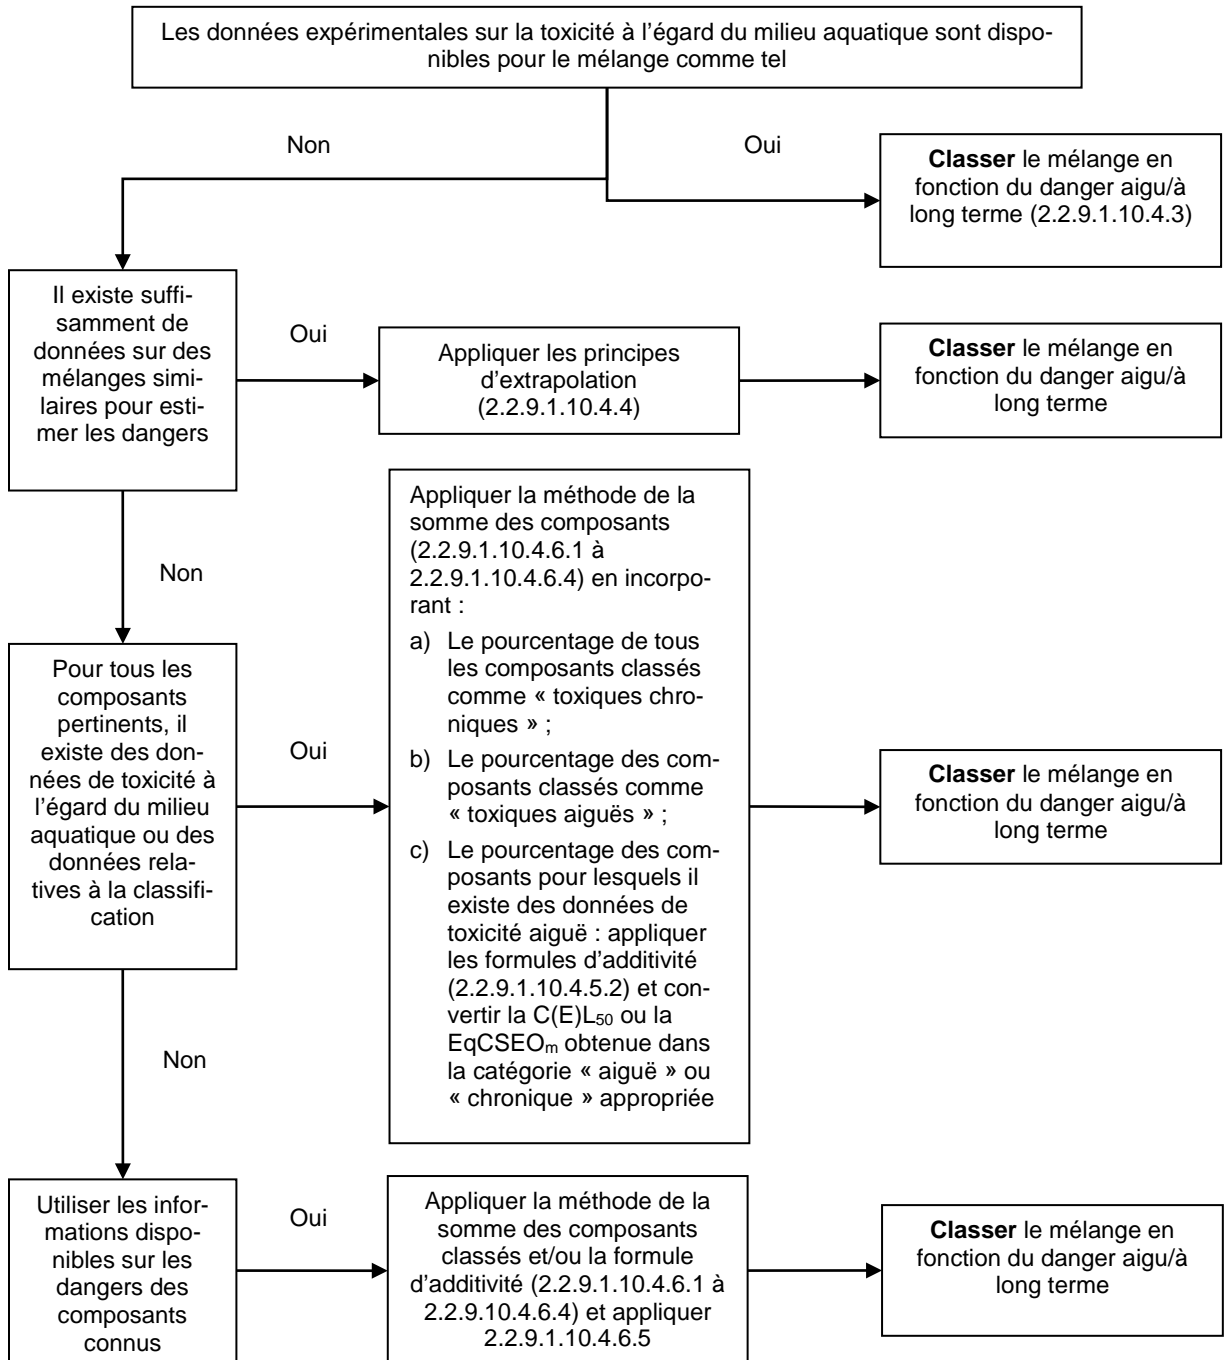 Les données expérimentales sur la toxicité à l’égard du milieu aquatique sont dispo-
nibles pour le mélange comme tel
Non
Oui
Classer le mélange en
fonction du danger aigu/à
long terme (2.2.9.1.10.4.3)
Il existe suffi-
samment de
données sur des
mélanges simi-
laires pour esti-
mer les dangers
Oui
Appliquer les principes
d’extrapolation
(2.2.9.1.10.4.4)
Classer le mélange en
fonction du danger aigu/à
long terme
Non
Pour tous les
composants
pertinents, il
existe des don-
nées de toxicité à
l’égard du milieu
aquatique ou des
données rela-
tives à la classifi-
cation
Oui
Appliquer la méthode de la
somme des composants
(2.2.9.1.10.4.6.1 à
2.2.9.1.10.4.6.4) en incorpo-
rant :
a) Le pourcentage de tous
les composants classés
comme « toxiques chro-
niques » ;
b) Le pourcentage des com-
posants classés comme
« toxiques aiguës » ;
c) Le pourcentage des com-
posants pour lesquels il
existe des données de
toxicité aiguë : appliquer
les formules d’additivité
(2.2.9.1.10.4.5.2) et con-
vertir la C(E)L50 ou la
EqCSEOm obtenue dans
la catégorie « aiguë » ou
« chronique » appropriée
Classer le mélange en
fonction du danger aigu/à
long terme
Non
Utiliser les infor-
mations dispo-
nibles sur les
dangers des
composants
connus
Oui
Appliquer la méthode de la
somme des composants
classés et/ou la formule
d’additivité (2.2.9.1.10.4.6.1 à
2.2.9.10.4.6.4) et appliquer
2.2.9.1.10.4.6.5
Classer le mélange en
fonction du danger aigu/à
long terme